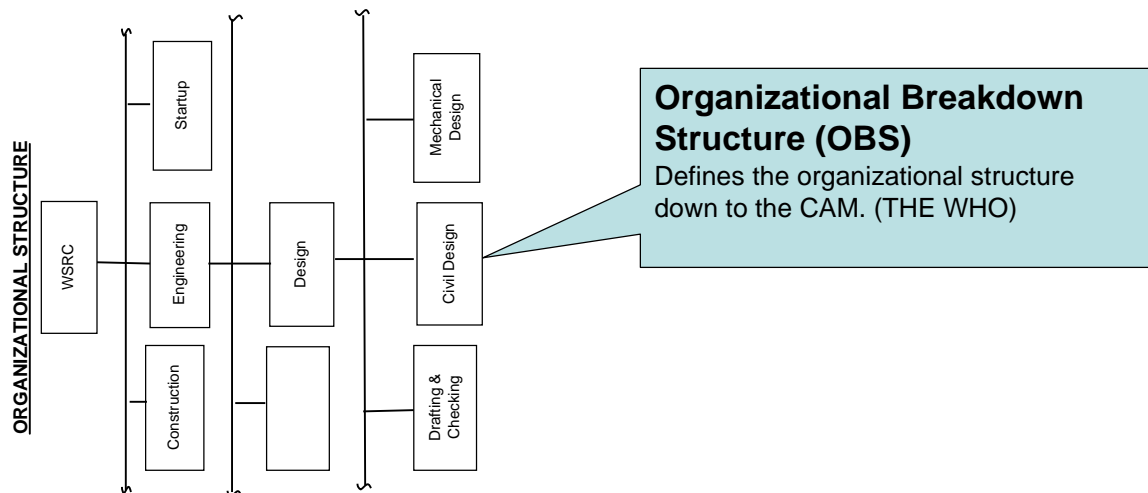 ORGANIZATIONAL STRUCTURE
WSRC
Startup
Engineering
Construction
Design
Mechanical
Design
Civil Design
Drafting &
Checking
Organizational Breakdown
Structure (OBS)
Defines the organizational structure
down to the CAM. (THE WHO)